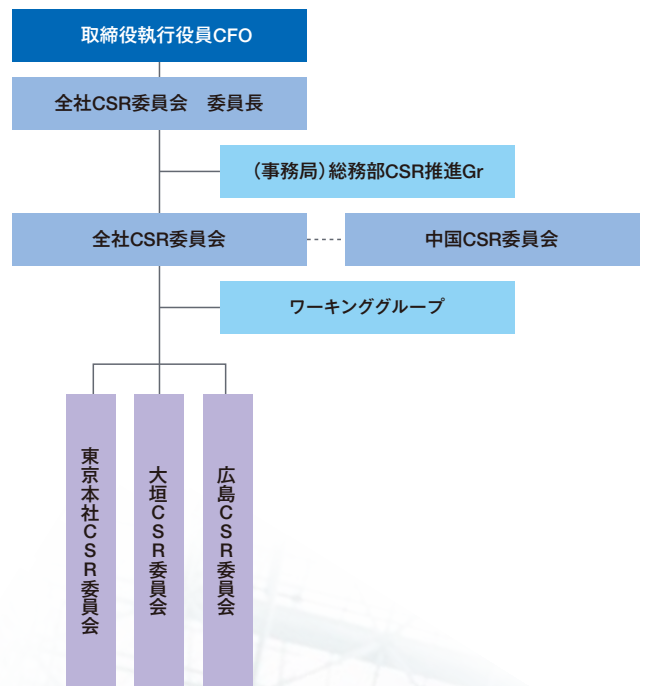 取締役執行役員CFO
全社CSR委員会　委員長
（事務局）総務部CSR推進Gr
全社CSR委員会
中国CSR委員会
ワーキンググループ
東京本社CSR委員会
大垣CSR委員会
広島CSR委員会